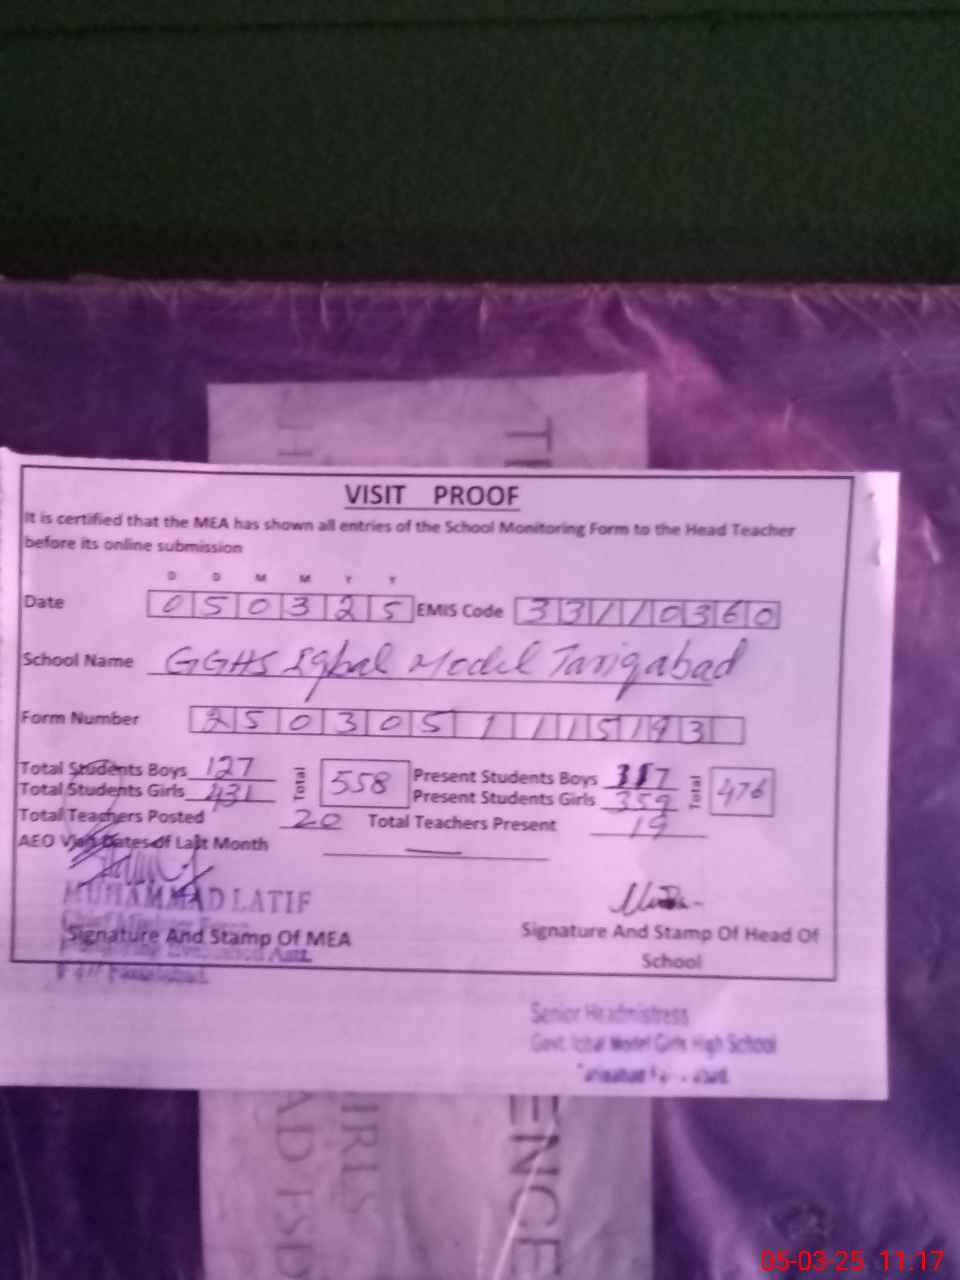 VISIT PROOF
It is certified that the MEA has shown all entries of the School Monitoring Form to the Head Teacher
before its online submission
D D M M Y Y
Date 0 5 0 3 2 5 EMIS Code 3 3 1 1 0 3 6 0
School Name GGHS Iqbal Model Tariqabad
Form Number 2 5 0 3 0 5 1 1 1 5 1 9 3
Total Students Boys 127 Total 558 Present Students Boys Total 476
Total Students Girls 431 Present Students Girls 359
Total Teachers Posted 20 Total Teachers Present 19
AEO Visit Dates of Last Month —
MUHAMMAD LATIF
Signature And Stamp Of MEA
Signature And Stamp Of Head Of
School
Senior Headmistress
Govt. Iqbal Model Girls High School
IRLS
AD FSD
ENCE
05-03-25 11:17